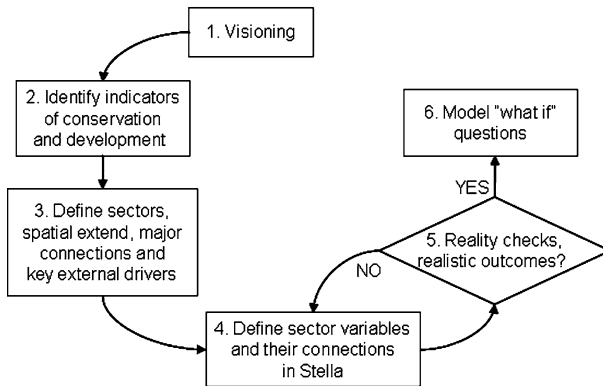 1. Visioning
2. Identify indicators
of conservation
and development
3. Define sectors,
spatial extend, major
connections and
key external drivers
4. Define sector variables
and their connections
in Stella
5. Reality checks,
realistic outcomes?
NO
YES
6. Model "what if"
questions